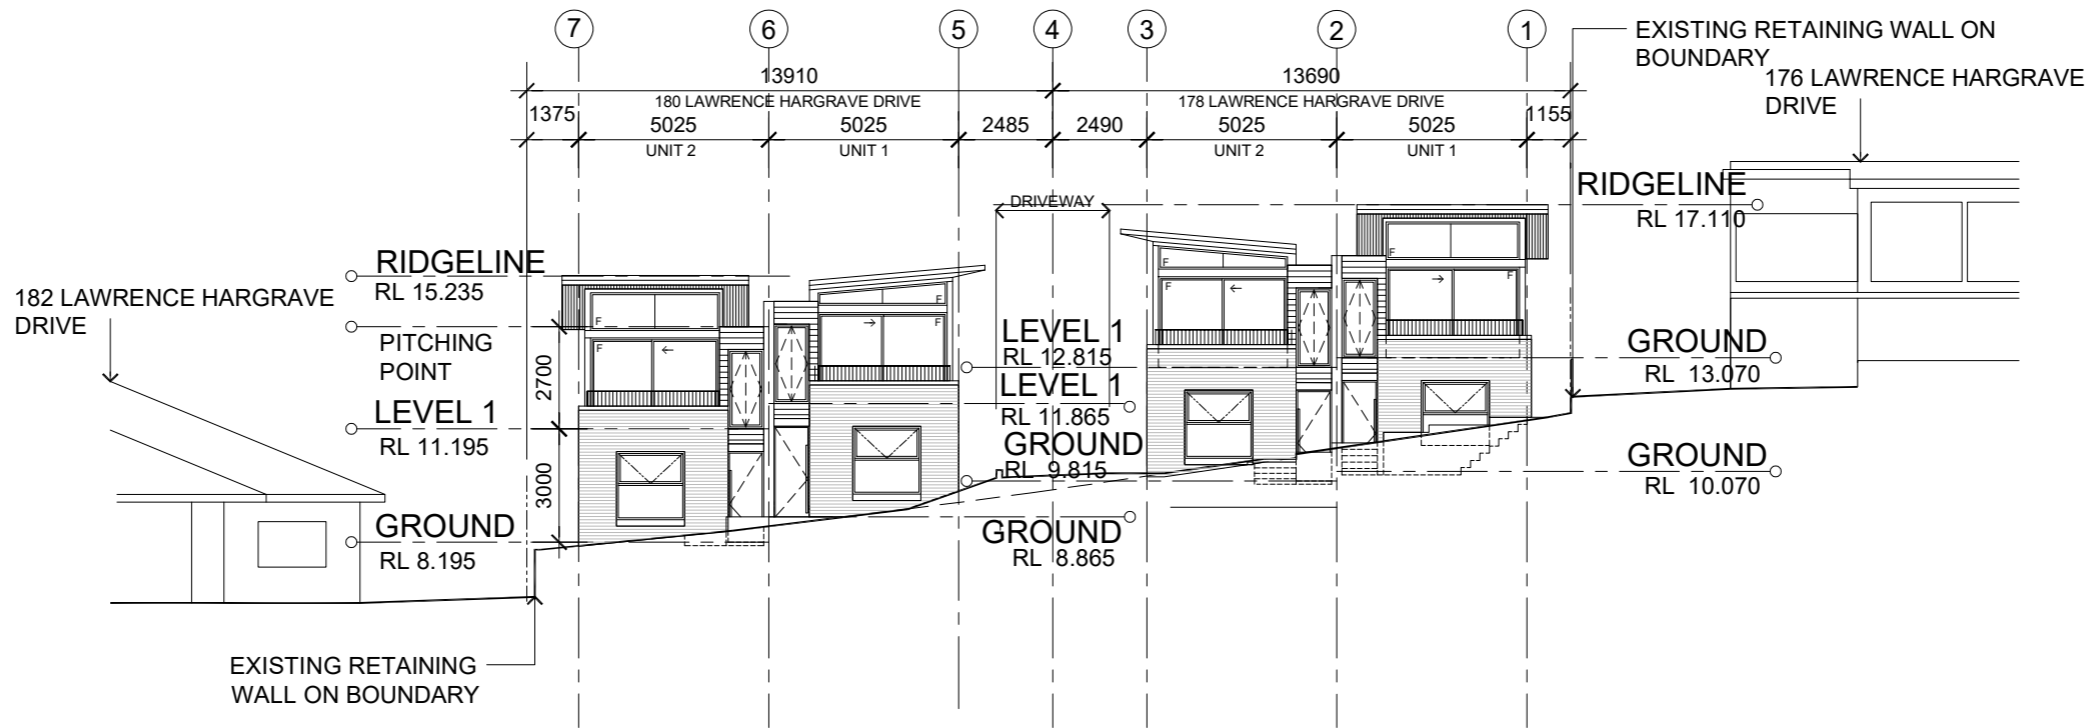 7
6
5
4
3
2
1
EXISTING RETAINING WALL ON
BOUNDARY
176 LAWRENCE HARGRAVE
DRIVE
13910
13690
180 LAWRENCE HARGRAVE DRIVE
178 LAWRENCE HARGRAVE DRIVE
1375
5025
5025
2485
2490
5025
5025
1155
UNIT 2
UNIT 1
UNIT 2
UNIT 1
DRIVEWAY
RIDGELINE
RL 17.110
RIDGELINE
RL 15.235
182 LAWRENCE HARGRAVE
DRIVE
PITCHING
POINT
2700
LEVEL 1
RL 11.195
3000
GROUND
RL 8.195
LEVEL 1
RL 12.815
LEVEL 1
RL 11.865
GROUND
RL 9.815
GROUND
RL 8.865
GROUND
RL 13.070
GROUND
RL 10.070
F
F
F
F
F
F
F
F
EXISTING RETAINING
WALL ON BOUNDARY